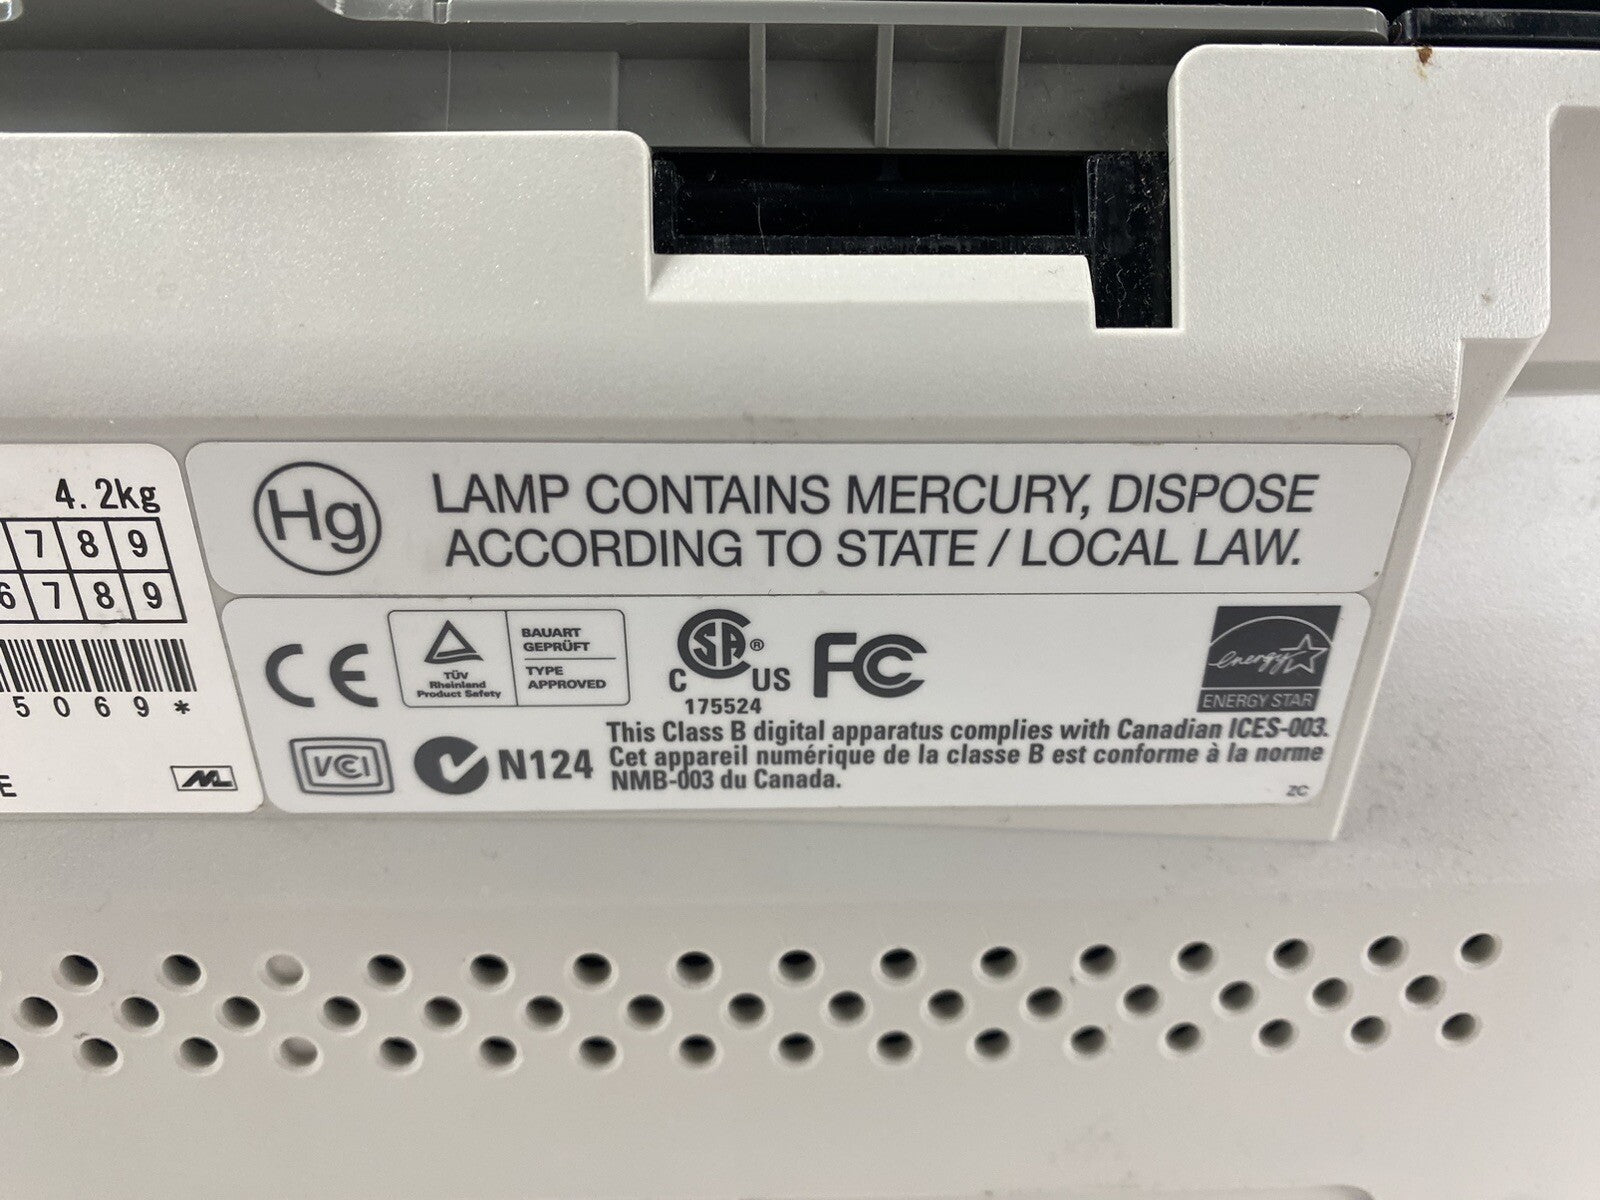 4.2kg
7 8 9
6 7 8 9
5 0 6 9 *
E
ML
Hg
LAMP CONTAINS MERCURY, DISPOSE
ACCORDING TO STATE / LOCAL LAW.
CE
TÜV
Rheinland
Product Safety
BAUART
GEPRÜFT
TYPE
APPROVED
SA ®
C US
175524
FC
energy
ENERGY STAR
VCI
N124
This Class B digital apparatus complies with Canadian ICES-003.
Cet appareil numérique de la classe B est conforme à la norme
NMB-003 du Canada.
ZC